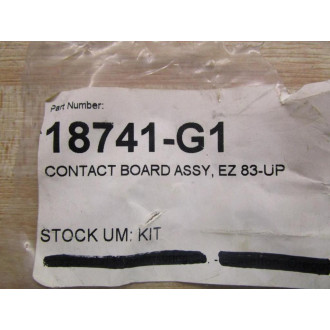 Part Number:
18741-G1
CONTACT BOARD ASSY, EZ 83-UP
STOCK UM: KIT